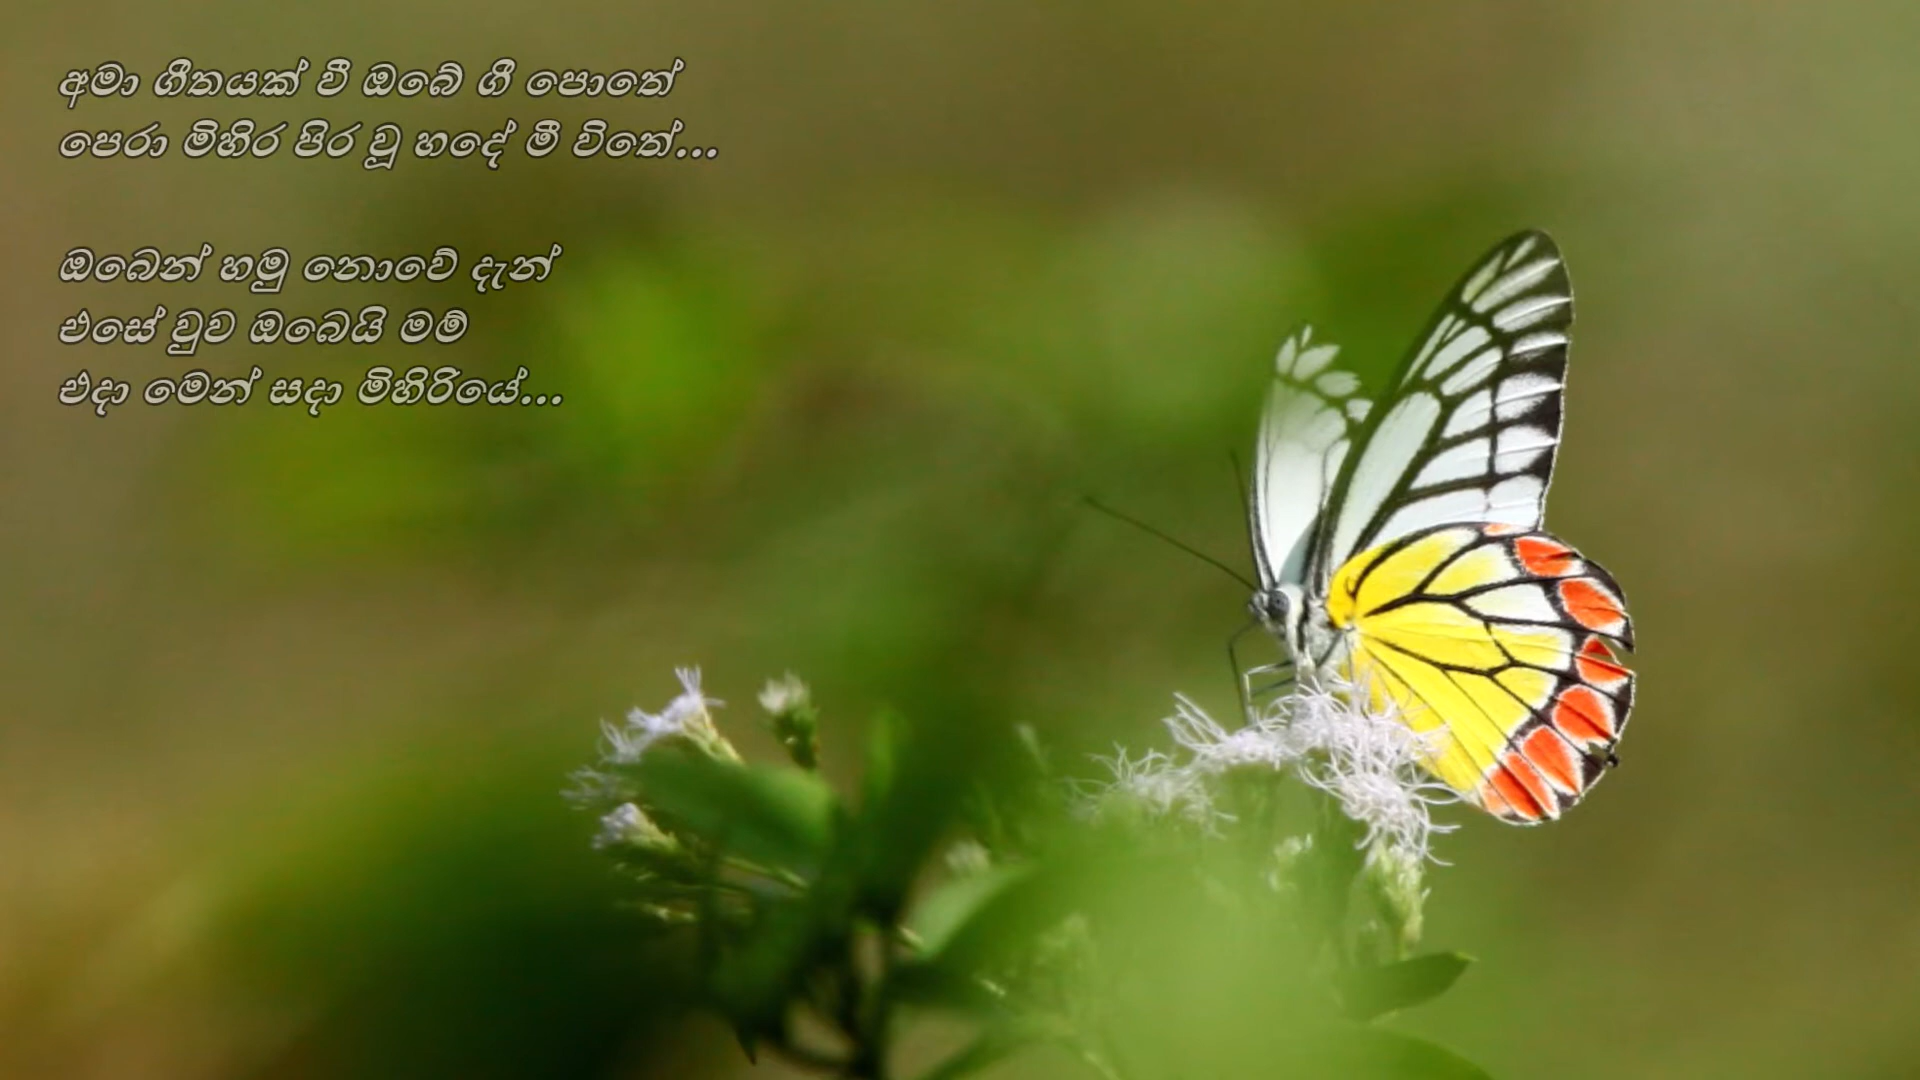 අමා ගීතයක් වී ඔබේ ගී පොතේ
පෙරා මිහිර පිර වූ හදේ මී විතේ...
ඔබෙන් හමු නොවේ දැන්
එසේ වුව ඔබෙයි මම්
එදා මෙන් සදා මිහිරියේ...